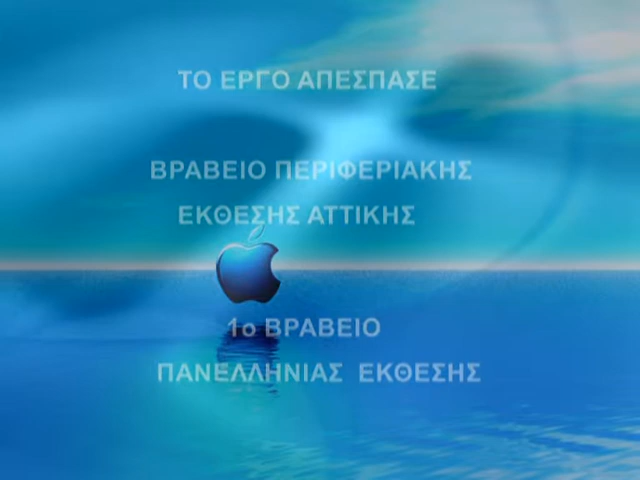 ΤΟ ΕΡΓΟ ΑΠΕΣΠΑΣΕ
ΒΡΑΒΕΙΟ ΠΕΡΙΦΕΡΙΑΚΗΣ
ΕΚΘΕΣΗΣ ΑΤΤΙΚΗΣ
1ο ΒΡΑΒΕΙΟ
ΠΑΝΕΛΛΗΝΙΑΣ ΕΚΘΕΣΗΣ